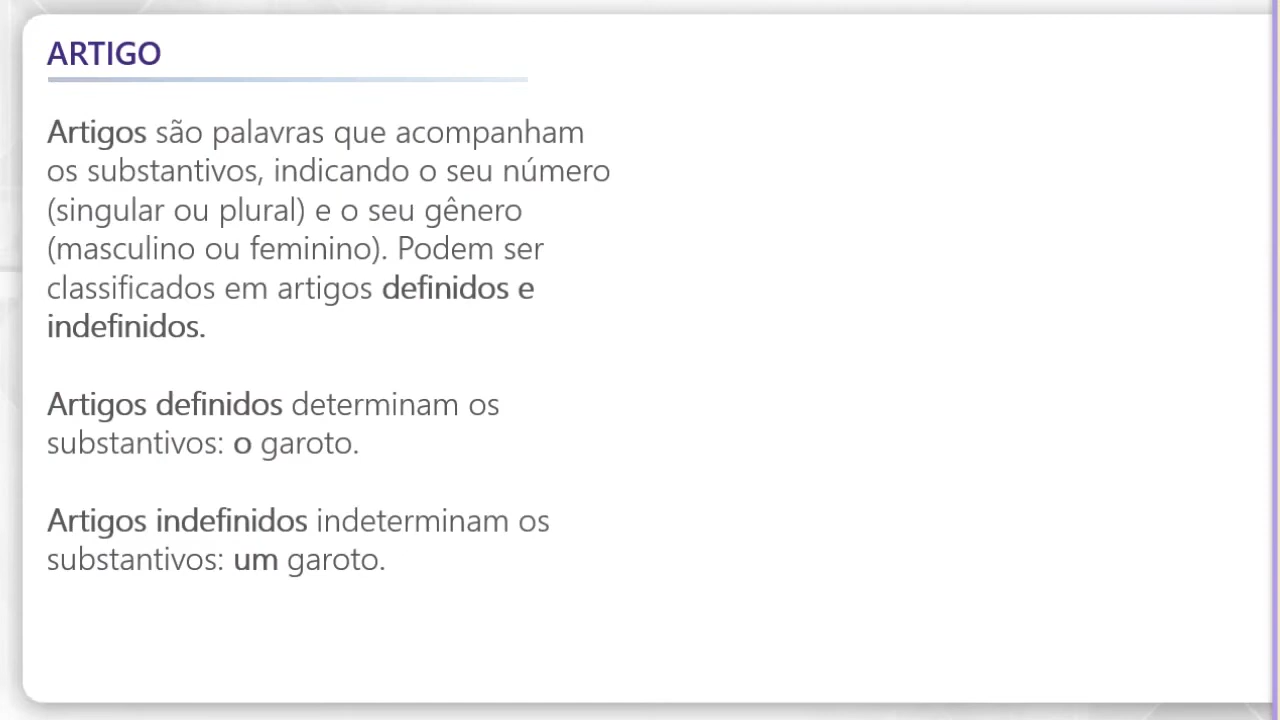 ARTIGO
Artigos são palavras que acompanham
os substantivos, indicando o seu número
(singular ou plural) e o seu gênero
(masculino ou feminino). Podem ser
classificados em artigos definidos e
indefinidos.
Artigos definidos determinam os
substantivos: o garoto.
Artigos indefinidos indeterminam os
substantivos: um garoto.